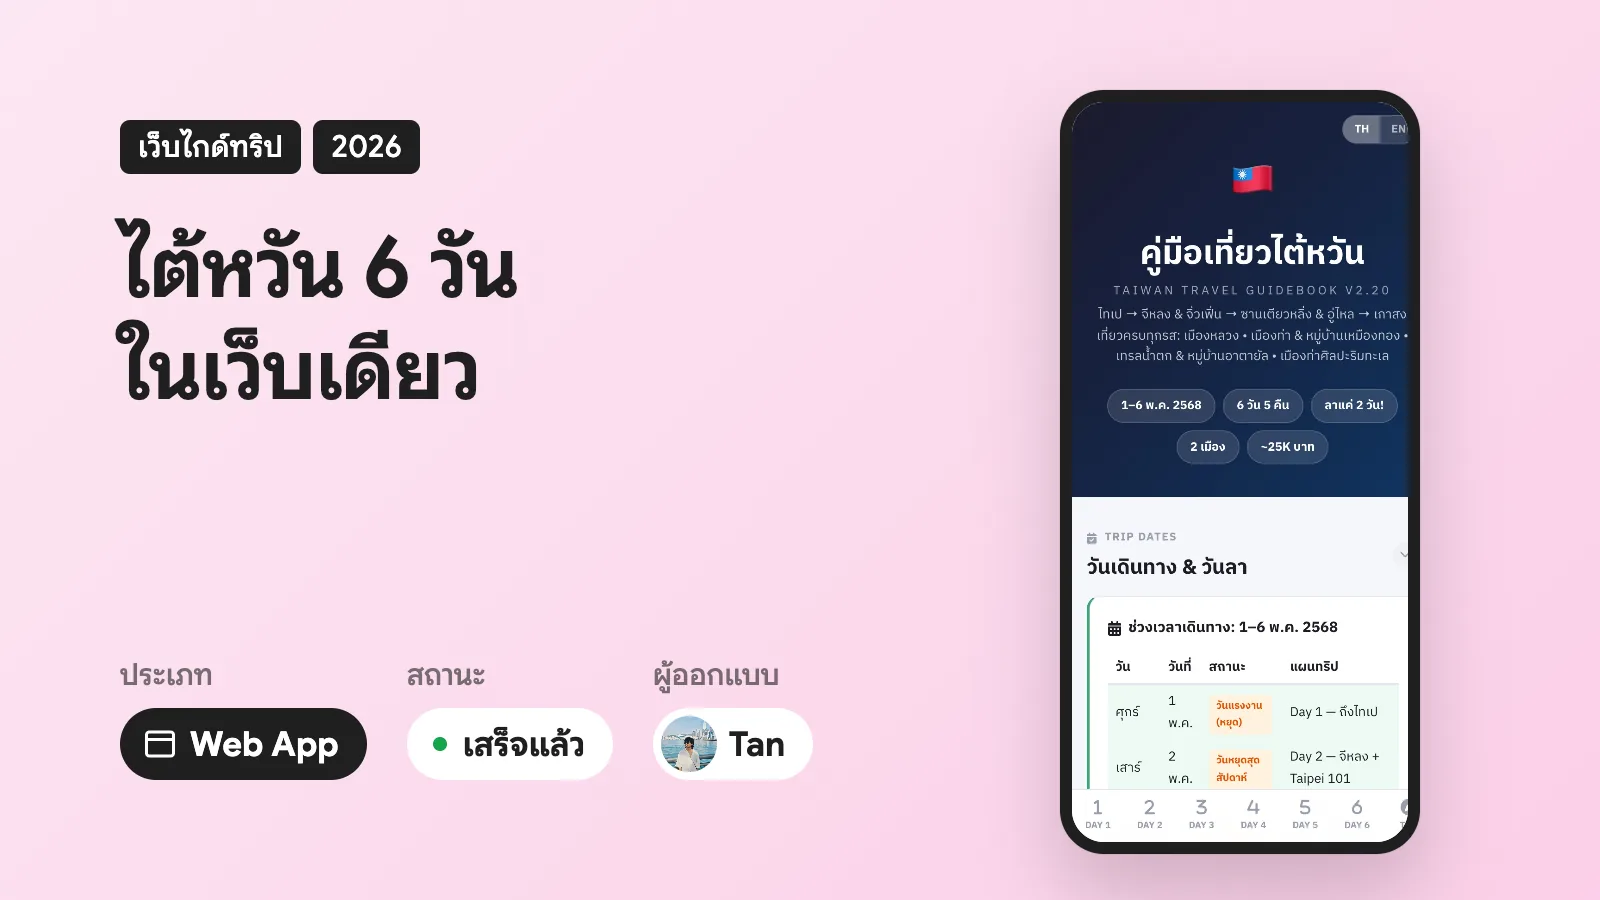 เว็บไกด์ทริป
2026
ไต้หวัน 6 วัน
ในเว็บเดียว
ประเภท
Web App
สถานะ
เสร็จแล้ว
ผู้ออกแบบ
Tan
TH
EN
คู่มือเที่ยวไต้หวัน
TAIWAN TRAVEL GUIDEBOOK V2.20
ไทเป → จีหลง & จิ่วเฟิ่น → ซานเตียวหลิ่ง & อู่ไหล → เกาสง
เที่ยวครบทุกรส: เมืองหลวง • เมืองท่า & หมู่บ้านเหมืองทอง •
เทรลน้ำตก & หมู่บ้านอาตายัล • เมืองท่าศิลปะริมทะเล
1–6 พ.ค. 2568
6 วัน 5 คืน
ลาแค่ 2 วัน!
2 เมือง
~25K บาท
TRIP DATES
วันเดินทาง & วันลา
ช่วงเวลาเดินทาง: 1–6 พ.ค. 2568
วัน วันที่ สถานะ แผนทริป
ศุกร์ 1 พ.ค. วันแรงงาน (หยุด) Day 1 — ถึงไทเป
เสาร์ 2 พ.ค. วันหยุดสุดสัปดาห์ Day 2 — จีหลง + Taipei 101
1 2 3 4 5 6
DAY 1 DAY 2 DAY 3 DAY 4 DAY 5 DAY 6